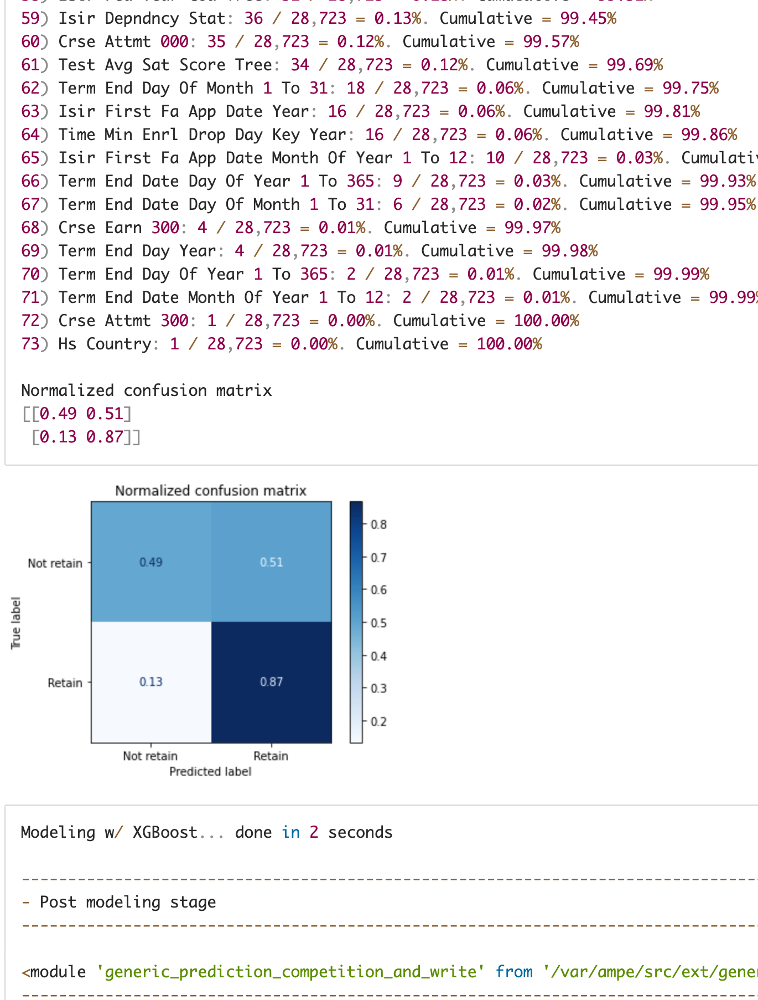 59) Isir Depndncy Stat: 36 / 28,723 = 0.13%. Cumulative = 99.45%
60) Crse Attmt 000: 35 / 28,723 = 0.12%. Cumulative = 99.57%
61) Test Avg Sat Score Tree: 34 / 28,723 = 0.12%. Cumulative = 99.69%
62) Term End Day Of Month 1 To 31: 18 / 28,723 = 0.06%. Cumulative = 99.75%
63) Isir First Fa App Date Year: 16 / 28,723 = 0.06%. Cumulative = 99.81%
64) Time Min Enrl Drop Day Key Year: 16 / 28,723 = 0.06%. Cumulative = 99.86%
65) Isir First Fa App Date Month Of Year 1 To 12: 10 / 28,723 = 0.03%. Cumulati
66) Term End Date Day Of Year 1 To 365: 9 / 28,723 = 0.03%. Cumulative = 99.93%
67) Term End Date Day Of Month 1 To 31: 6 / 28,723 = 0.02%. Cumulative = 99.95%
68) Crse Earn 300: 4 / 28,723 = 0.01%. Cumulative = 99.97%
69) Term End Day Year: 4 / 28,723 = 0.01%. Cumulative = 99.98%
70) Term End Day Of Year 1 To 365: 2 / 28,723 = 0.01%. Cumulative = 99.99%
71) Term End Date Month Of Year 1 To 12: 2 / 28,723 = 0.01%. Cumulative = 99.99%
72) Crse Attmt 300: 1 / 28,723 = 0.00%. Cumulative = 100.00%
73) Hs Country: 1 / 28,723 = 0.00%. Cumulative = 100.00%
Normalized confusion matrix
[[0.49 0.51]
[0.13 0.87]]
Normalized confusion matrix
0.8
0.7
0.6
0.5
0.4
0.3
0.2
Not retain
0.49 0.51
True label
Retain
0.13 0.87
Not retain Retain
Predicted label
Modeling w/ XGBoost... done in 2 seconds
--------------------------------------------------------------------------------
- Post modeling stage
--------------------------------------------------------------------------------
<module 'generic_prediction_competition_and_write' from '/var/ampe/src/ext/gene
--------------------------------------------------------------------------------